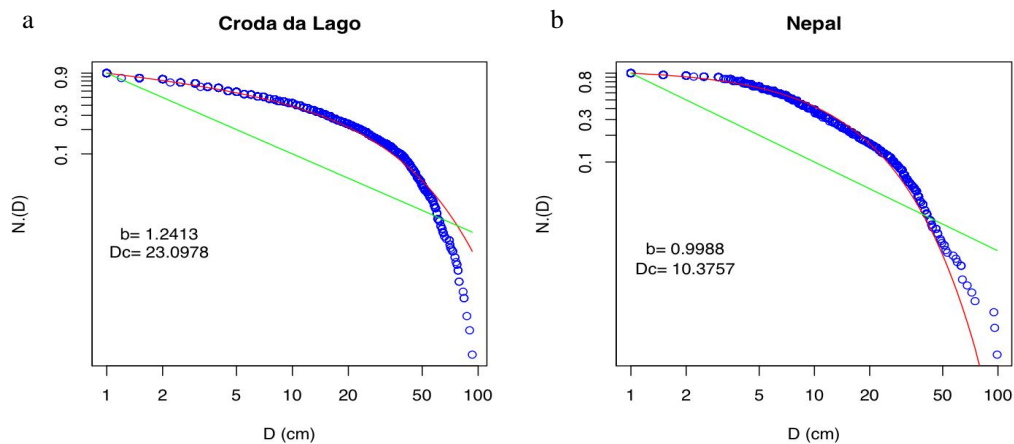 a
Croda da Lago
0.9
0.3
0.1
N.(D)
b= 1.2413
Dc= 23.0978
1 2 5 10 20 50 100
D (cm)
b
Nepal
0.8
0.3
0.1
N.(D)
b= 0.9988
Dc= 10.3757
1 2 5 10 20 50 100
D (cm)